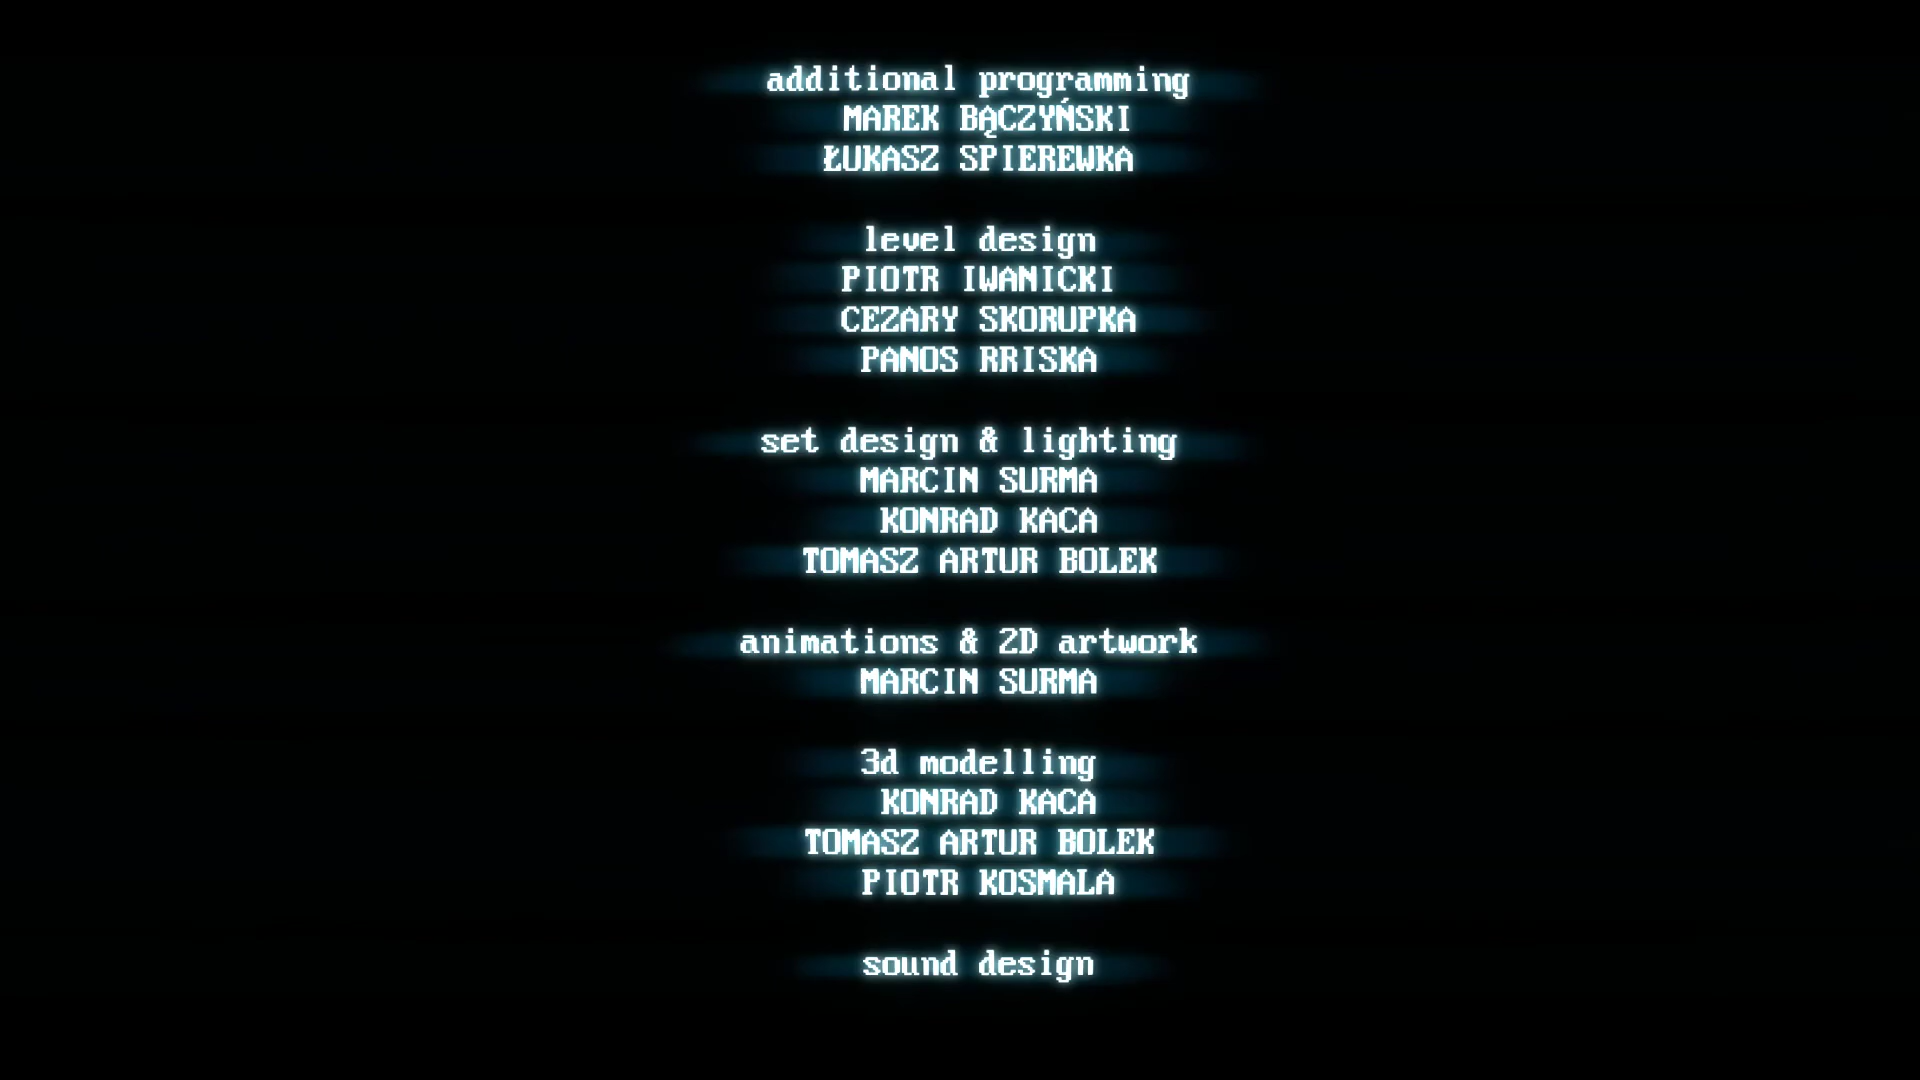 additional programming
MAREK BĄCZYŃSKI
ŁUKASZ SPIEREWKA
level design
PIOTR IWANICKI
CEZARY SKORUPKA
PANOS RRISKA
set design & lighting
MARCIN SURMA
KONRAD KACA
TOMASZ ARTUR BOLEK
animations & 2D artwork
MARCIN SURMA
3d modelling
KONRAD KACA
TOMASZ ARTUR BOLEK
PIOTR KOSMALA
sound design